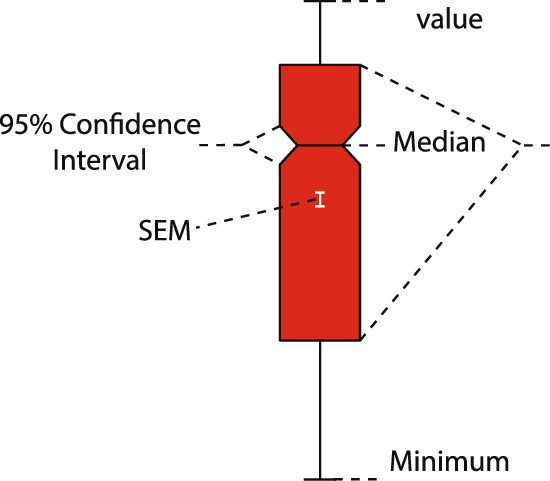 value
95% Confidence
Interval
Median
SEM
Minimum